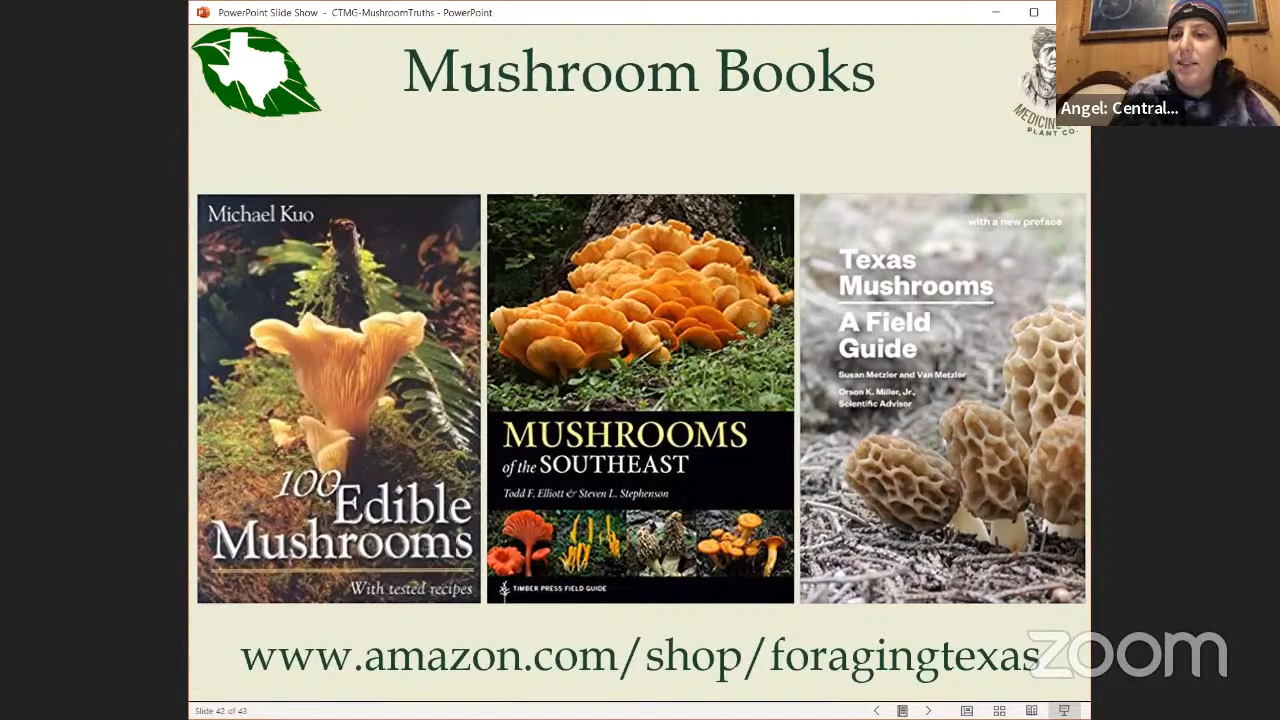 PowerPoint Slide Show - CTMG-MushroomTruths - PowerPoint
Mushroom Books
MEDICINE
PLANT CO.
Angel: Central...
Michael Kuo
100
Edible
Mushrooms
With tested recipes
MUSHROOMS
of the SOUTHEAST
Todd F. Elliott & Steven L. Stephenson
TIMBER PRESS FIELD GUIDE
with a new preface
Texas
Mushrooms
A Field
Guide
Susan Metzler and Van Metzler
Orson K. Miller, Jr.,
Scientific Advisor
www.amazon.com/shop/foragingtexas
zoom
Slide 42 of 43